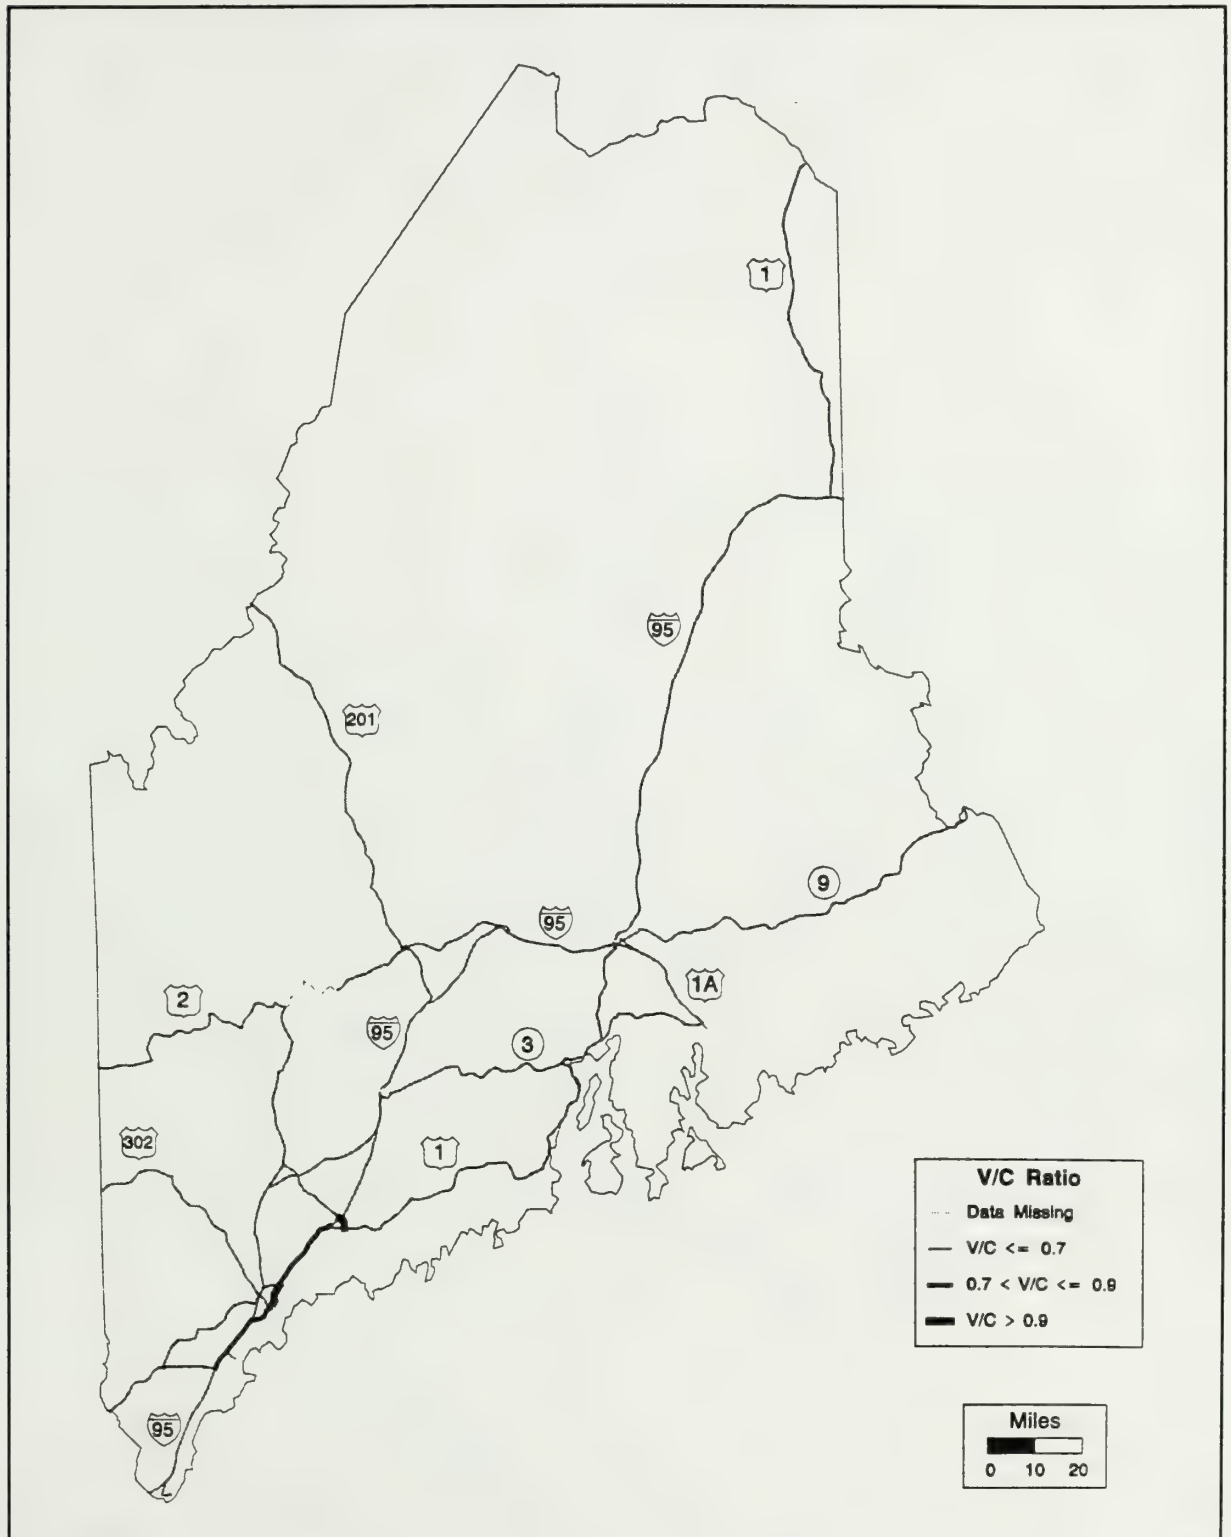 1
95
201
9
95
1A
2
95
3
302
1
95
V/C Ratio
Data Missing
V/C <= 0.7
0.7 < V/C <= 0.9
V/C > 0.9
Miles
0 10 20